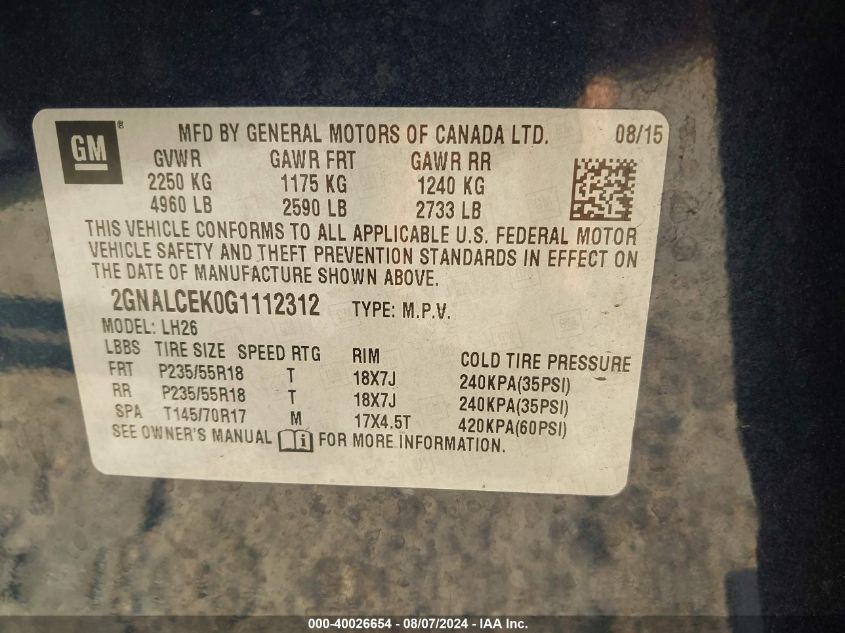 GM ® MFD BY GENERAL MOTORS OF CANADA LTD. 08/15
GVWR GAWR FRT GAWR RR
2250 KG 1175 KG 1240 KG
4960 LB 2590 LB 2733 LB
THIS VEHICLE CONFORMS TO ALL APPLICABLE U.S. FEDERAL MOTOR
VEHICLE SAFETY AND THEFT PREVENTION STANDARDS IN EFFECT ON
THE DATE OF MANUFACTURE SHOWN ABOVE.
2GNALCEK0G1112312 TYPE: M.P.V.
MODEL: LH26
LBBS TIRE SIZE SPEED RTG RIM COLD TIRE PRESSURE
FRT P235/55R18 T 18X7J 240KPA(35PSI)
RR P235/55R18 T 18X7J 240KPA(35PSI)
SPA T145/70R17 M 17X4.5T 420KPA(60PSI)
SEE OWNER'S MANUAL FOR MORE INFORMATION.
000-40026654 - 08/07/2024 - IAA Inc.